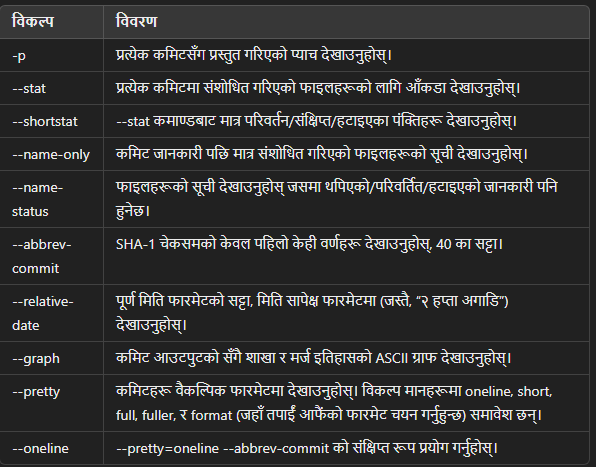 विकल्प विवरण
-p प्रत्येक कमिटसँग प्रस्तुत गरिएको प्याच देखाउनुहोस्।
--stat प्रत्येक कमिटमा संशोधित गरिएको फाइलहरूको लागि आँकडा देखाउनुहोस्।
--shortstat --stat कमाण्डबाट मात्र परिवर्तन/संक्षिप्त/हटाइएका पंक्तिहरू देखाउनुहोस्।
--name-only कमिट जानकारी पछि मात्र संशोधित गरिएको फाइलहरूको सूची देखाउनुहोस्।
--name- फाइलहरूको सूची देखाउनुहोस् जसमा थपिएको/परिवर्तित/हटाइएको जानकारी पनि
status हुनेछ।
--abbrev- SHA-1 चेकसमको केवल पहिलो केही वर्णहरू देखाउनुहोस्, 40 का सट्टा।
commit
--relative- पूर्ण मिति फारमेटको सट्टा, मिति सापेक्ष फारमेटमा (जस्तै, “२ हप्ता अगाडि”)
date देखाउनुहोस्।
--graph कमिट आउटपुटको सँगै शाखा र मर्ज इतिहासको ASCII ग्राफ देखाउनुहोस्।
--pretty कमिटहरू वैकल्पिक फारमेटमा देखाउनुहोस्। विकल्प मानहरूमा oneline, short,
full, fuller, र format (जहाँ तपाईं आफैंको फारमेट चयन गर्नुहुन्छ) समावेश छन्।
--oneline --pretty=oneline --abbrev-commit को संक्षिप्त रूप प्रयोग गर्नुहोस्।